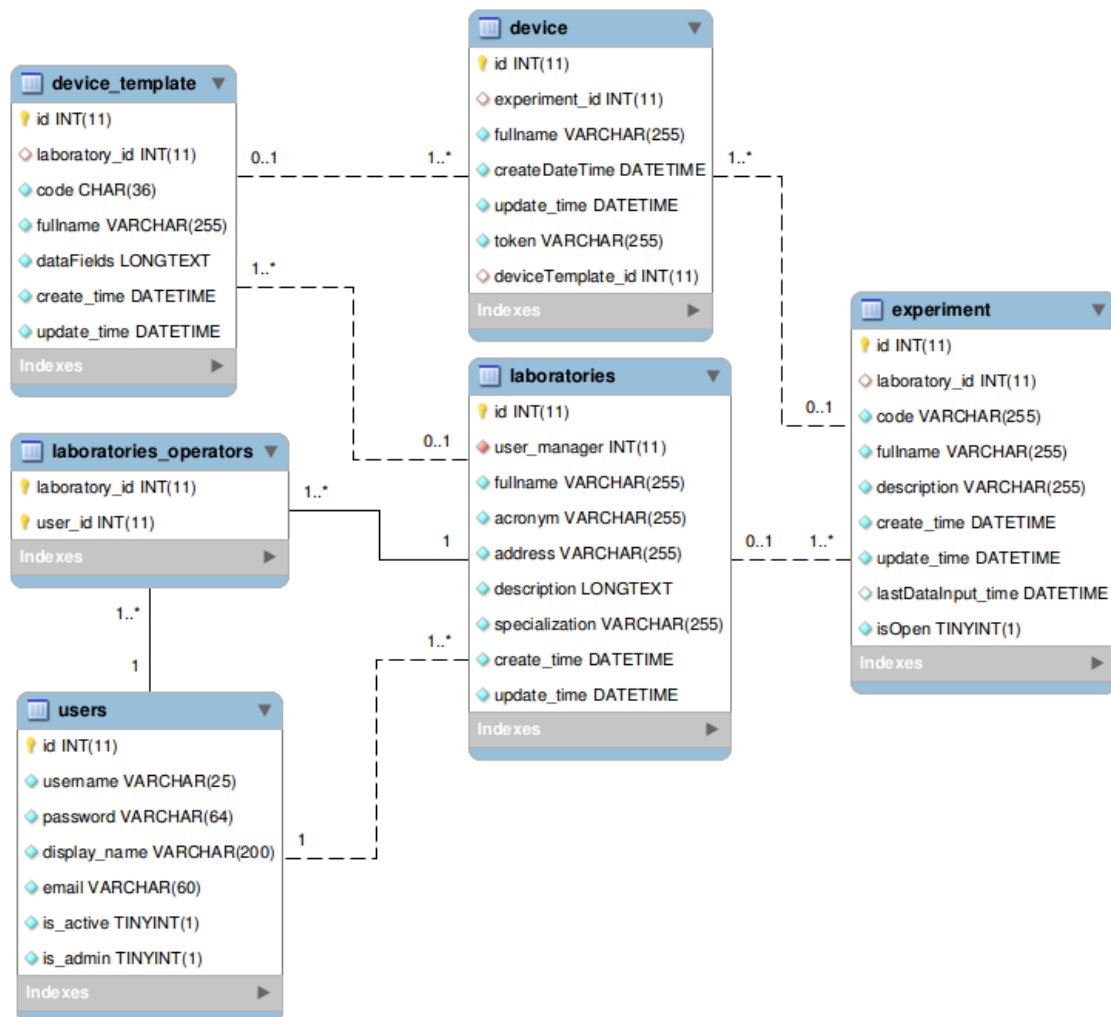 device
id INT(11)
experiment_id INT(11)
fullname VARCHAR(255)
createDateTime DATETIME
update_time DATETIME
token VARCHAR(255)
deviceTemplate_id INT(11)
Indexes
device_template
id INT(11)
laboratory_id INT(11)
code CHAR(36)
fullname VARCHAR(255)
dataFields LONGTEXT
create_time DATETIME
update_time DATETIME
Indexes
0..1
1..*
1..*
0..1
1..*
0..1
experiment
id INT(11)
laboratory_id INT(11)
code VARCHAR(255)
fullname VARCHAR(255)
description VARCHAR(255)
create_time DATETIME
update_time DATETIME
lastDataInput_time DATETIME
isOpen TINYINT(1)
Indexes
laboratories
id INT(11)
user_manager INT(11)
fullname VARCHAR(255)
acronym VARCHAR(255)
address VARCHAR(255)
description LONGTEXT
specialization VARCHAR(255)
create_time DATETIME
update_time DATETIME
Indexes
0..1
1..*
laboratories_operators
laboratory_id INT(11)
user_id INT(11)
Indexes
1..*
1
1..*
1
1..*
1
users
id INT(11)
username VARCHAR(25)
password VARCHAR(64)
display_name VARCHAR(200)
email VARCHAR(60)
is_active TINYINT(1)
is_admin TINYINT(1)
Indexes